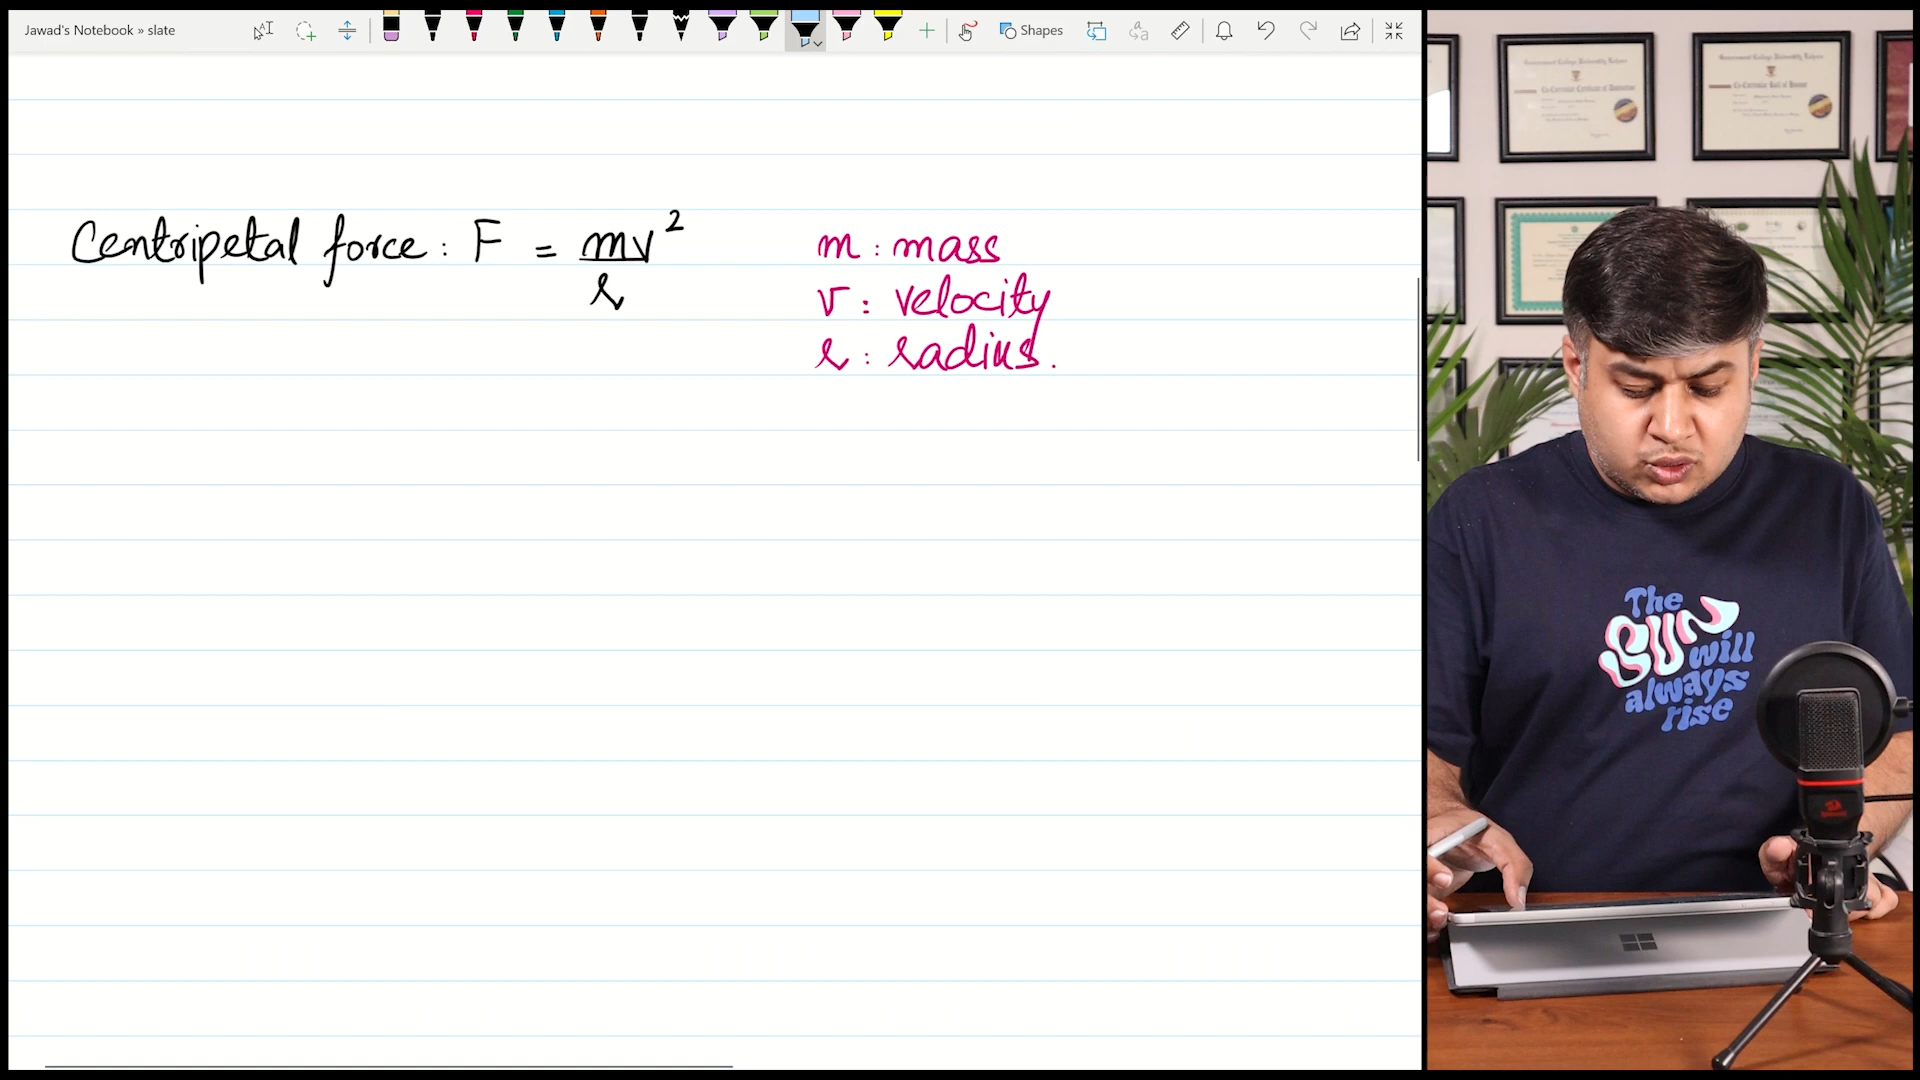 Jawad's Notebook » slate
Shapes
Centripetal force : F = mv²
r
m : mass
v : velocity
r : radius.
The
SUN
will
always
rise